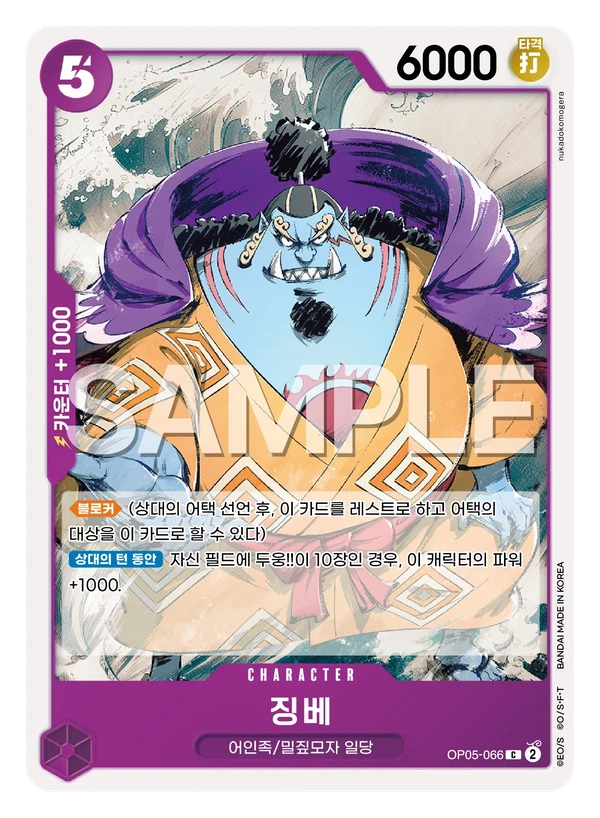 5
6000
타격
打
nukadokomogera
카운터 +1000
SAMPLE
블로커 (상대의 어택 선언 후, 이 카드를 레스트로 하고 어택의
대상을 이 카드로 할 수 있다)
상대의 턴 동안 자신 필드에 두웅!!이 10장인 경우, 이 캐릭터의 파워
+1000.
CHARACTER
징베
어인족/밀짚모자 일당
OP05-066 C 2
©EO/S ©O/S·F·T BANDAI MADE IN KOREA